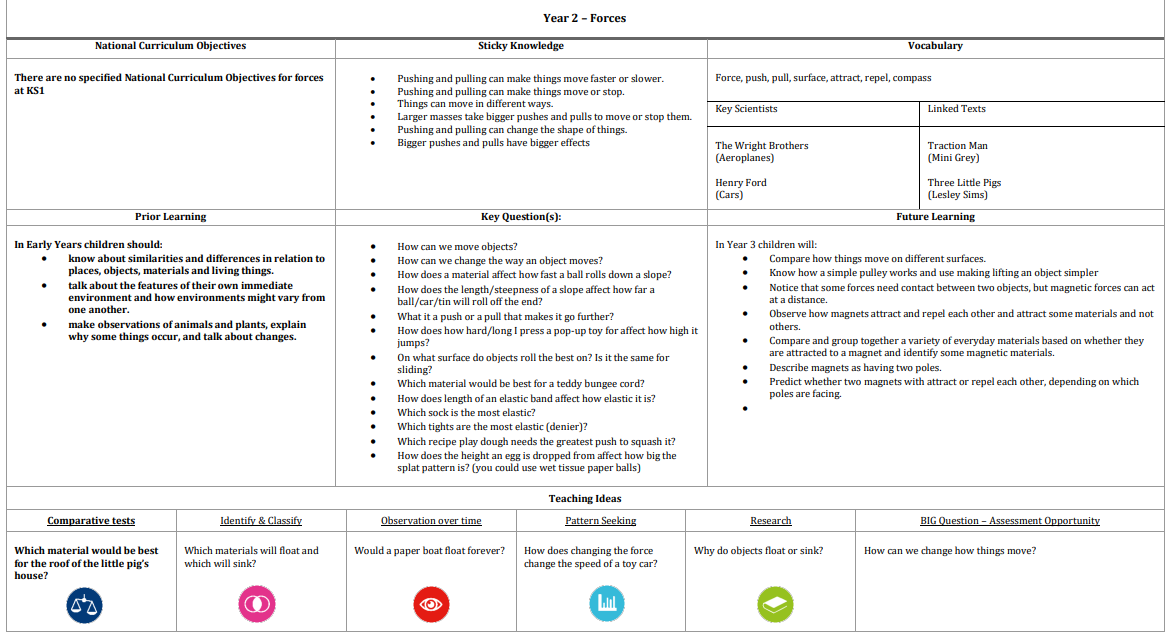 Year 2 – Forces
National Curriculum Objectives
Sticky Knowledge
Vocabulary
There are no specified National Curriculum Objectives for forces
at KS1
• Pushing and pulling can make things move faster or slower.
• Pushing and pulling can make things move or stop.
• Things can move in different ways.
• Larger masses take bigger pushes and pulls to move or stop them.
• Pushing and pulling can change the shape of things.
• Bigger pushes and pulls have bigger effects
Force, push, pull, surface, attract, repel, compass
Key Scientists
Linked Texts
The Wright Brothers
(Aeroplanes)
Henry Ford
(Cars)
Traction Man
(Mini Grey)
Three Little Pigs
(Lesley Sims)
Prior Learning
Key Question(s):
Future Learning
In Early Years children should:
• know about similarities and differences in relation to
places, objects, materials and living things.
• talk about the features of their own immediate
environment and how environments might vary from
one another.
• make observations of animals and plants, explain
why some things occur, and talk about changes.
• How can we move objects?
• How can we change the way an object moves?
• How does a material affect how fast a ball rolls down a slope?
• How does the length/steepness of a slope affect how far a
ball/car/tin will roll off the end?
• What it a push or a pull that makes it go further?
• How does how hard/long I press a pop-up toy for affect how high it
jumps?
• On what surface do objects roll the best on? Is it the same for
sliding?
• Which material would be best for a teddy bungee cord?
• How does length of an elastic band affect how elastic it is?
• Which sock is the most elastic?
• Which tights are the most elastic (denier)?
• Which recipe play dough needs the greatest push to squash it?
• How does the height an egg is dropped from affect how big the
splat pattern is? (you could use wet tissue paper balls)
In Year 3 children will:
• Compare how things move on different surfaces.
• Know how a simple pulley works and use making lifting an object simpler
• Notice that some forces need contact between two objects, but magnetic forces can act
at a distance.
• Observe how magnets attract and repel each other and attract some materials and not
others.
• Compare and group together a variety of everyday materials based on whether they
are attracted to a magnet and identify some magnetic materials.
• Describe magnets as having two poles.
• Predict whether two magnets with attract or repel each other, depending on which
poles are facing.
•
Teaching Ideas
Comparative tests
Identify & Classify
Observation over time
Pattern Seeking
Research
BIG Question – Assessment Opportunity
Which material would be best
for the roof of the little pig's
house?
Which materials will float and
which will sink?
Would a paper boat float forever?
How does changing the force
change the speed of a toy car?
Why do objects float or sink?
How can we change how things move?